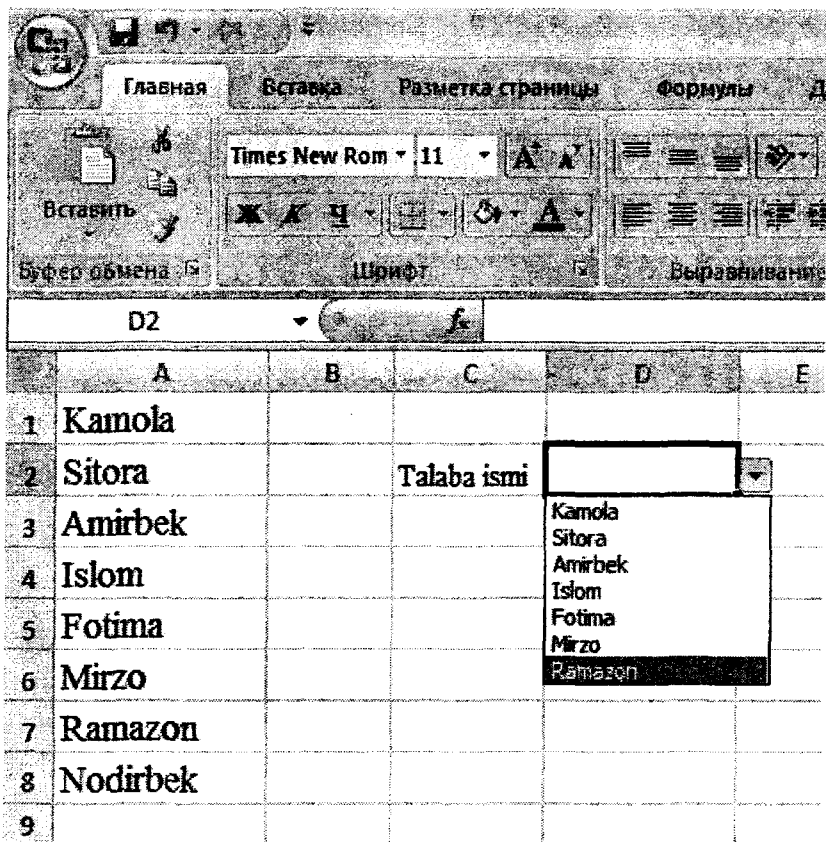 Главная Вставка Разметка страницы Формулы Д
Times New Rom 11 А А
Вставить
Ж К Ч А
Буфер обмена Шрифт Выравнивание
D2 fx
A B C D E
1 Kamola
2 Sitora Talaba ismi
3 Amirbek
4 Islom
5 Fotima
6 Mirzo
7 Ramazon
8 Nodirbek
9
Kamola
Sitora
Amirbek
Islom
Fotima
Mirzo
Ramazon